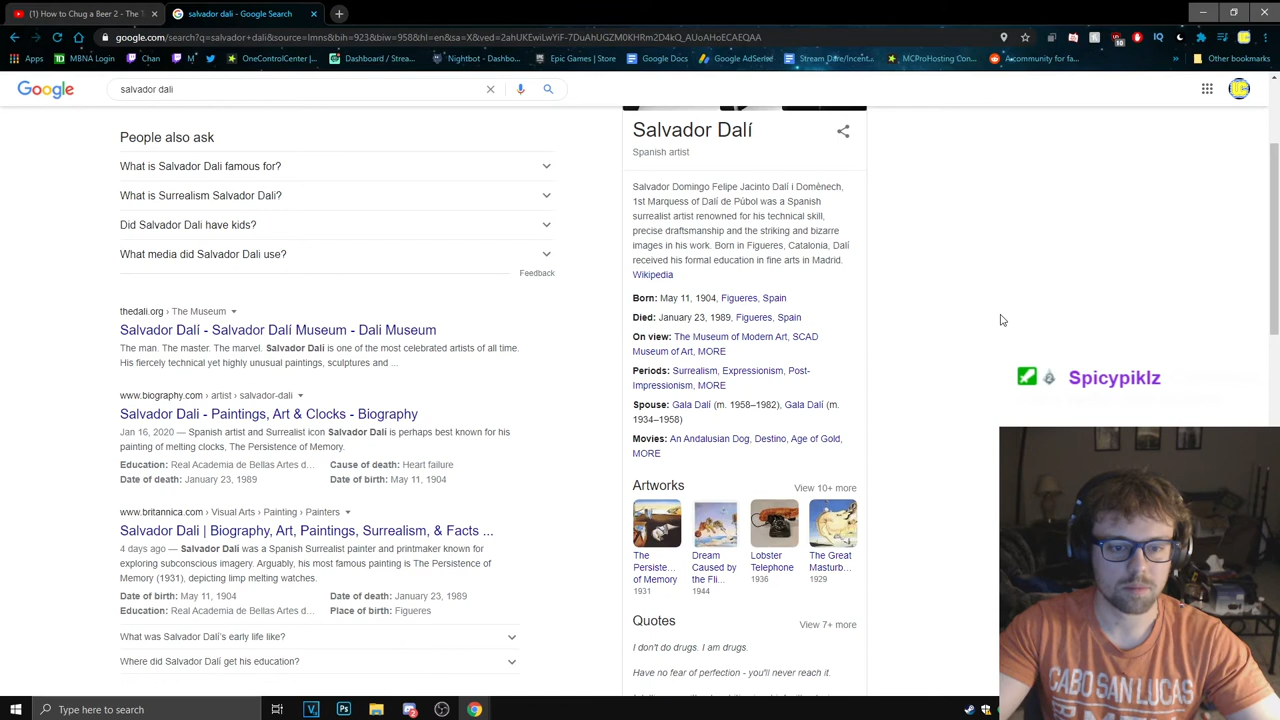 (1) How to Chug a Beer 2 - The T
salvador dali - Google Search
google.com/search?q=salvador+dali&source=lmns&bih=923&biw=958&hl=en&sa=X&ved=2ahUKEwiLwYiF-7DuAhUGZM0KHRm2D4kQ_AUoAHoECAEQAA
Apps
MBNA Login
Chan
M
OneControlCenter |
Dashboard / Strea...
Nightbot - Dashbo...
Epic Games | Store
Google Docs
Google AdSense
Stream Dare/Incent...
MCProHosting Con...
A community for fa...
»
Other bookmarks
Google
salvador dali
People also ask
What is Salvador Dali famous for?
What is Surrealism Salvador Dali?
Did Salvador Dali have kids?
What media did Salvador Dali use?
Feedback
thedali.org › The Museum
Salvador Dalí - Salvador Dalí Museum - Dali Museum
The man. The master. The marvel. Salvador Dalí is one of the most celebrated artists of all time.
His fiercely technical yet highly unusual paintings, sculptures and ...
www.biography.com › artist › salvador-dali
Salvador Dali - Paintings, Art & Clocks - Biography
Jan 16, 2020 — Spanish artist and Surrealist icon Salvador Dalí is perhaps best known for his
painting of melting clocks, The Persistence of Memory.
Education: Real Academia de Bellas Artes d...
Cause of death: Heart failure
Date of death: January 23, 1989
Date of birth: May 11, 1904
www.britannica.com › Visual Arts › Painting › Painters
Salvador Dali | Biography, Art, Paintings, Surrealism, & Facts ...
4 days ago — Salvador Dalí was a Spanish Surrealist painter and printmaker known for
exploring subconscious imagery. Arguably, his most famous painting is The Persistence of
Memory (1931), depicting limp melting watches.
Date of birth: May 11, 1904
Date of death: January 23, 1989
Education: Real Academia de Bellas Artes d...
Place of birth: Figueres
What was Salvador Dalí's early life like?
Where did Salvador Dalí get his education?
Salvador Dalí
Spanish artist
Salvador Domingo Felipe Jacinto Dalí i Domènech,
1st Marquess of Dalí de Púbol was a Spanish
surrealist artist renowned for his technical skill,
precise draftsmanship and the striking and bizarre
images in his work. Born in Figueres, Catalonia, Dalí
received his formal education in fine arts in Madrid.
Wikipedia
Born: May 11, 1904, Figueres, Spain
Died: January 23, 1989, Figueres, Spain
On view: The Museum of Modern Art, SCAD
Museum of Art, MORE
Periods: Surrealism, Expressionism, Post-
Impressionism, MORE
Spouse: Gala Dalí (m. 1958–1982), Gala Dalí (m.
1934–1958)
Movies: An Andalusian Dog, Destino, Age of Gold,
MORE
Artworks
View 10+ more
The
Persiste...
of Memory
1931
Dream
Caused by
the Fli...
1944
Lobster
Telephone
1936
The Great
Masturb...
1929
Quotes
View 7+ more
I don't do drugs. I am drugs.
Have no fear of perfection - you'll never reach it.
Spicypiklz
CABO SAN LUCAS
Type here to search